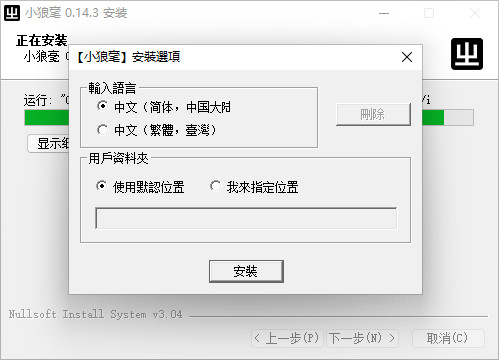 小狼毫 0.14.3 安装
正在安装
小狼毫 0
【小狼毫】安裝選項
运行: "C
/i
显示细
輸入語言
中文（简体，中国大陆
中文（繁體，臺灣）
刪除
用戶資料夾
使用默認位置
我來指定位置
安裝
Nullsoft Install System v3.04
< 上一步(P)
下一步(N) >
取消(C)